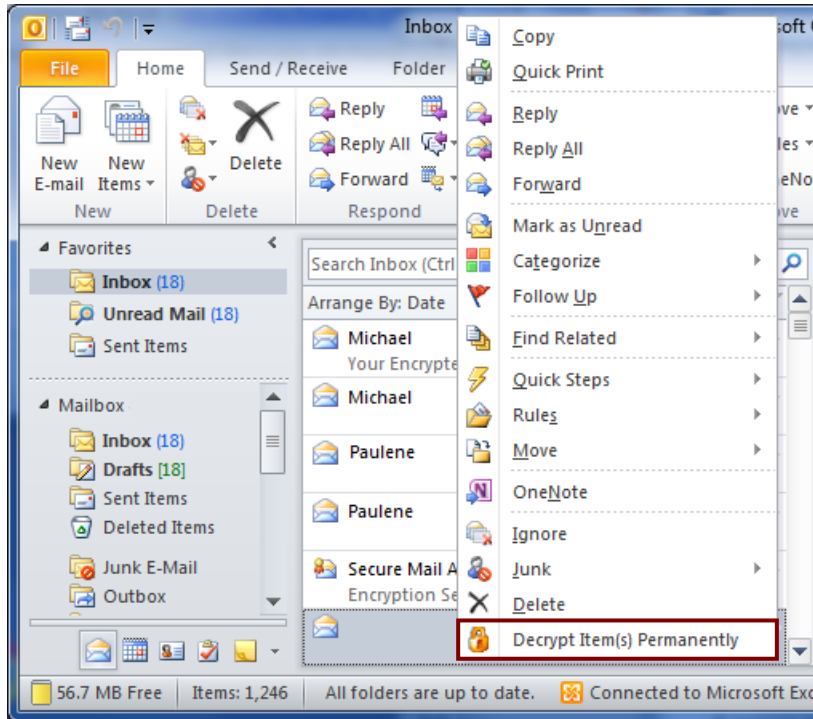 Inbox
soft
File
Home
Send / Receive
Folder
New E-mail
New Items
Delete
Reply
Reply All
Forward
New
Delete
Respond
Favorites
Inbox (18)
Unread Mail (18)
Sent Items
Mailbox
Inbox (18)
Drafts [18]
Sent Items
Deleted Items
Junk E-Mail
Outbox
Search Inbox (Ctrl
Arrange By: Date
Michael
Your Encrypte
Michael
Paulene
Paulene
Secure Mail A
Encryption Se
Copy
Quick Print
Reply
Reply All
Forward
Mark as Unread
Categorize
Follow Up
Find Related
Quick Steps
Rules
Move
OneNote
Ignore
Junk
Delete
Decrypt Item(s) Permanently
56.7 MB Free
Items: 1,246
All folders are up to date.
Connected to Microsoft Exc